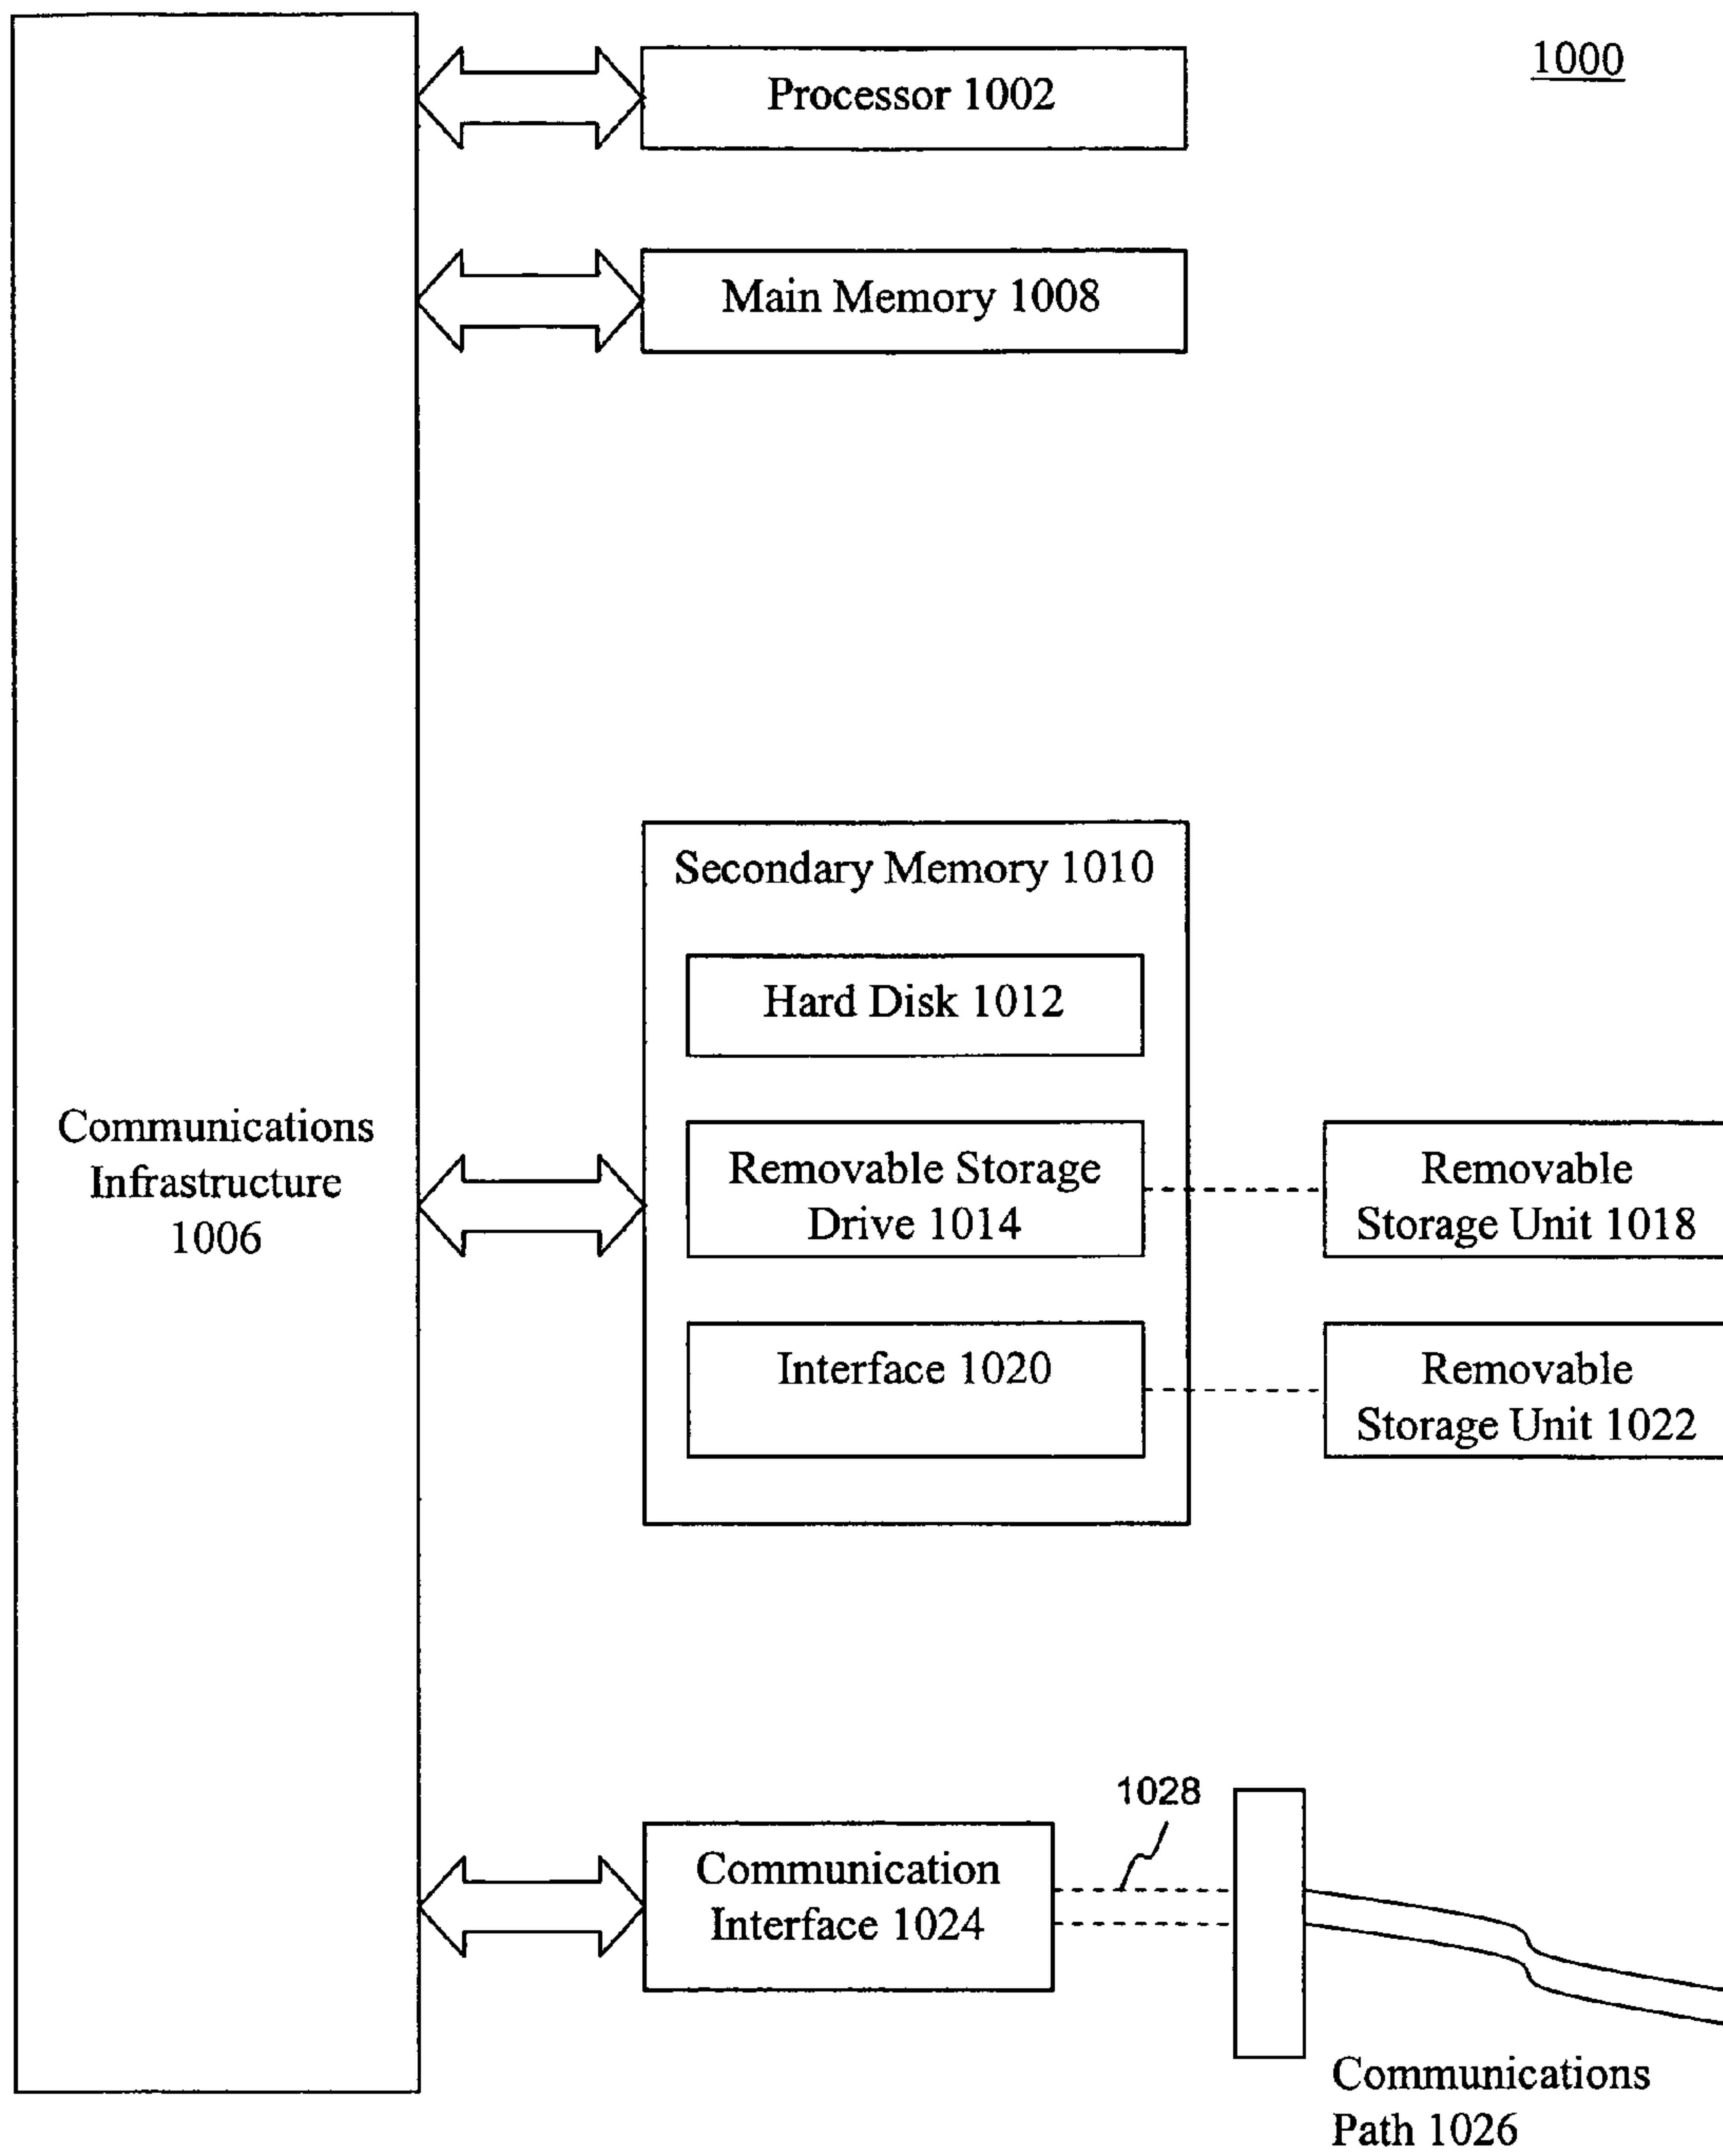 1000
Processor 1002
Main Memory 1008
Secondary Memory 1010
Hard Disk 1012
Communications
Infrastructure
1006
Removable Storage
Drive 1014
Removable
Storage Unit 1018
Interface 1020
Removable
Storage Unit 1022
1028
Communication
Interface 1024
Communications
Path 1026